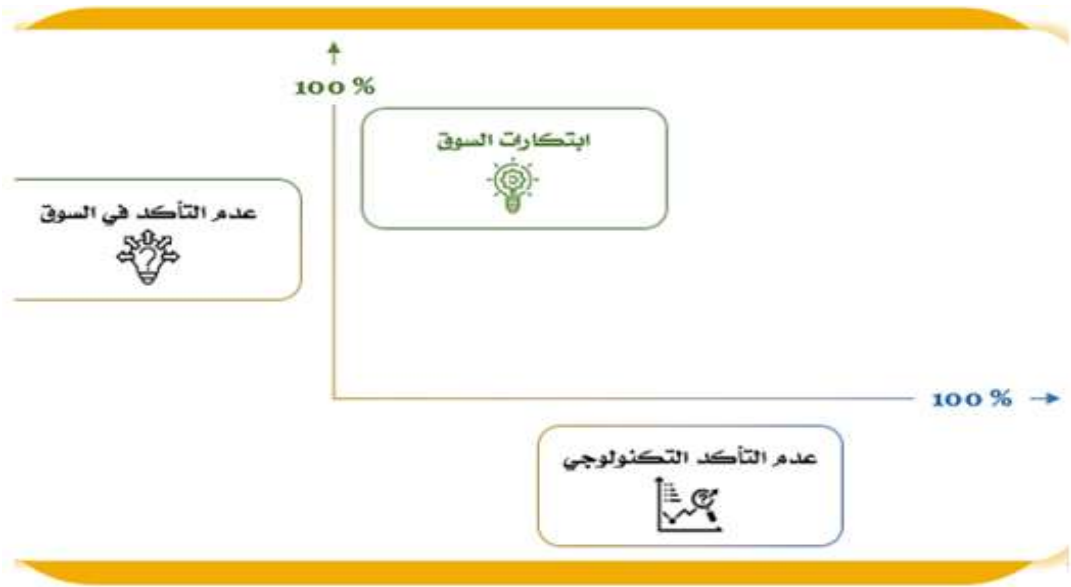 100 %
ابتكارات السوق
عدم التأكد في السوق
100 %
عدم التأكد التكنولوجي